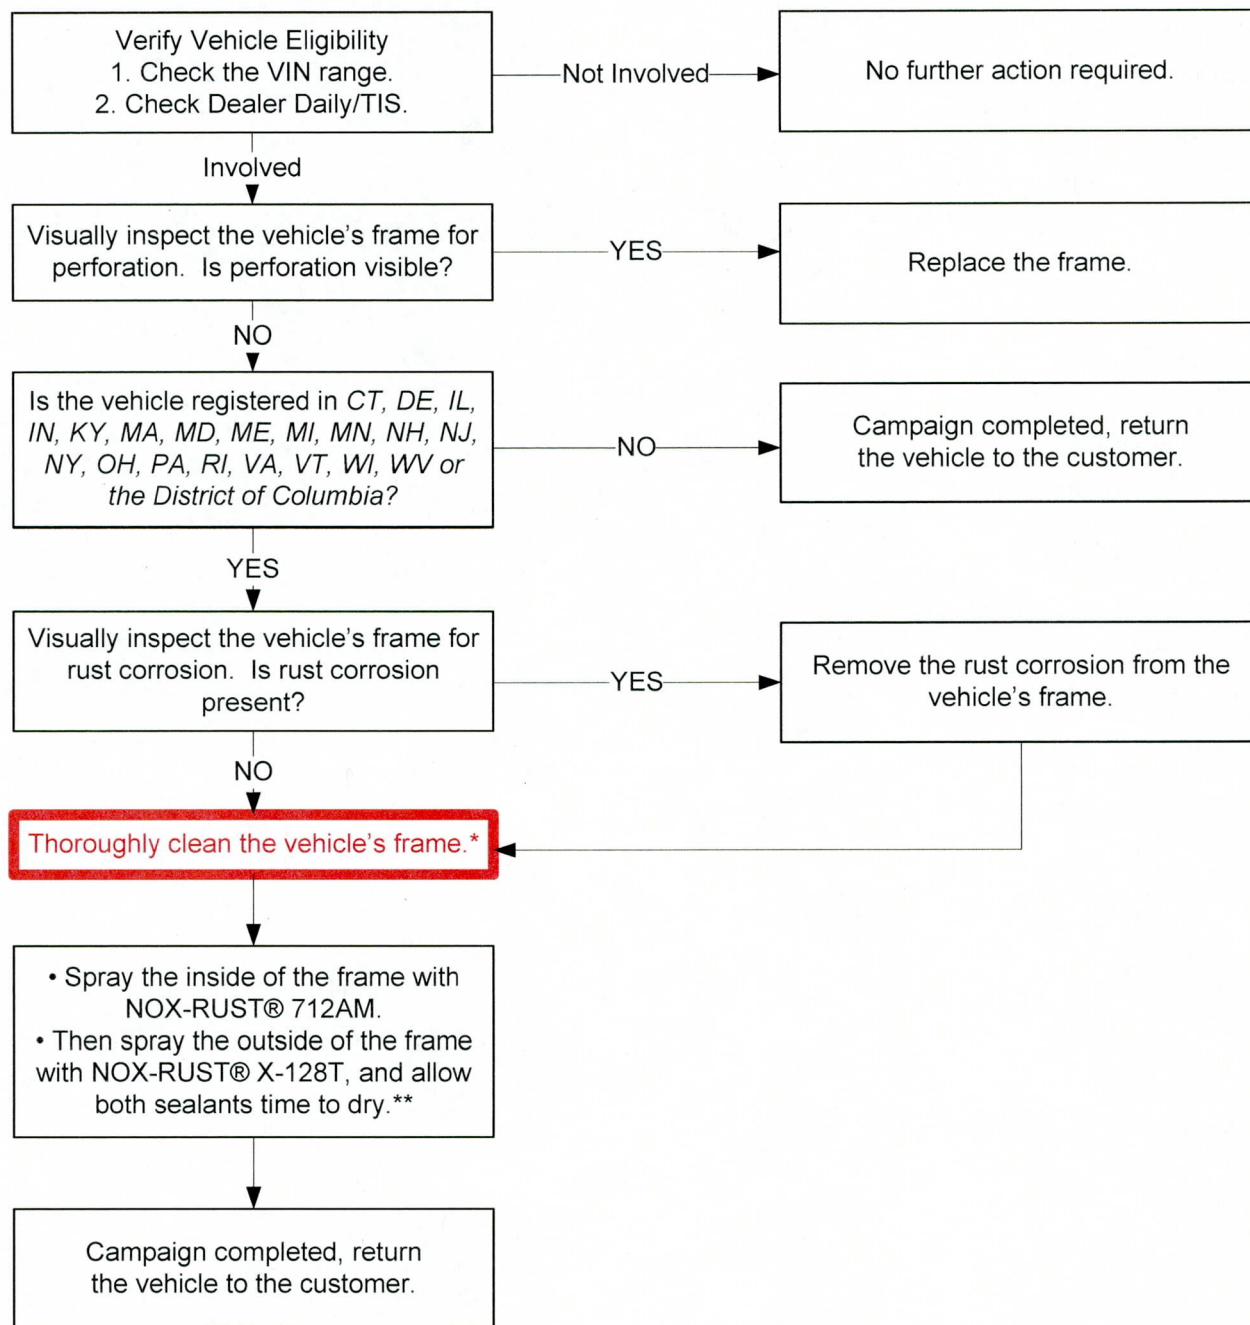 Verify Vehicle Eligibility
1. Check the VIN range.
2. Check Dealer Daily/TIS.
Not Involved
No further action required.
Involved
Visually inspect the vehicle's frame for
perforation.  Is perforation visible?
YES
Replace the frame.
NO
Is the vehicle registered in CT, DE, IL,
IN, KY, MA, MD, ME, MI, MN, NH, NJ,
NY, OH, PA, RI, VA, VT, WI, WV or
the District of Columbia?
NO
Campaign completed, return
the vehicle to the customer.
YES
Visually inspect the vehicle's frame for
rust corrosion.  Is rust corrosion
present?
YES
Remove the rust corrosion from the
vehicle's frame.
NO
Thoroughly clean the vehicle's frame.*
• Spray the inside of the frame with
NOX-RUST® 712AM.
• Then spray the outside of the frame
with NOX-RUST® X-128T, and allow
both sealants time to dry.**
Campaign completed, return
the vehicle to the customer.